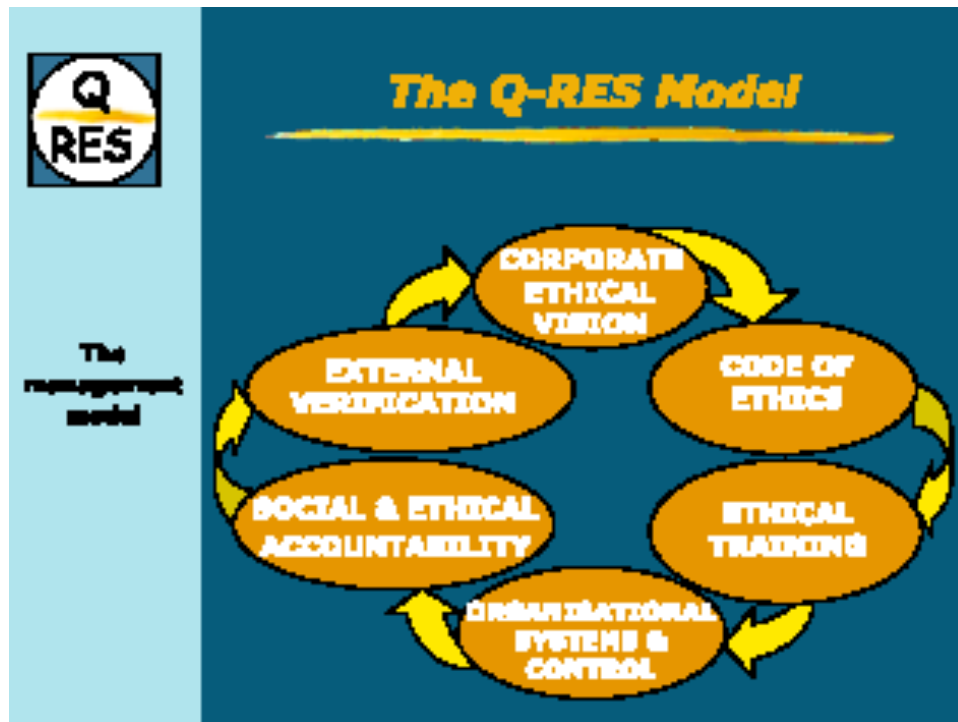 Q
RES
The Q-RES Model
The
management
model
CORPORATE
ETHICAL
VISION
CODE OF
ETHICS
ETHICAL
TRAINING
ORGANISATIONAL
SYSTEMS &
CONTROL
SOCIAL & ETHICAL
ACCOUNTABILITY
EXTERNAL
VERIFICATION